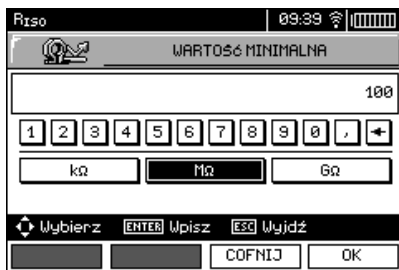 RISO 09:39
WARTOŚĆ MINIMALNA
100
1 2 3 4 5 6 7 8 9 0 ,
kΩ MΩ GΩ
Wybierz ENTER Wpisz ESC Wyjdź
COFNIJ OK